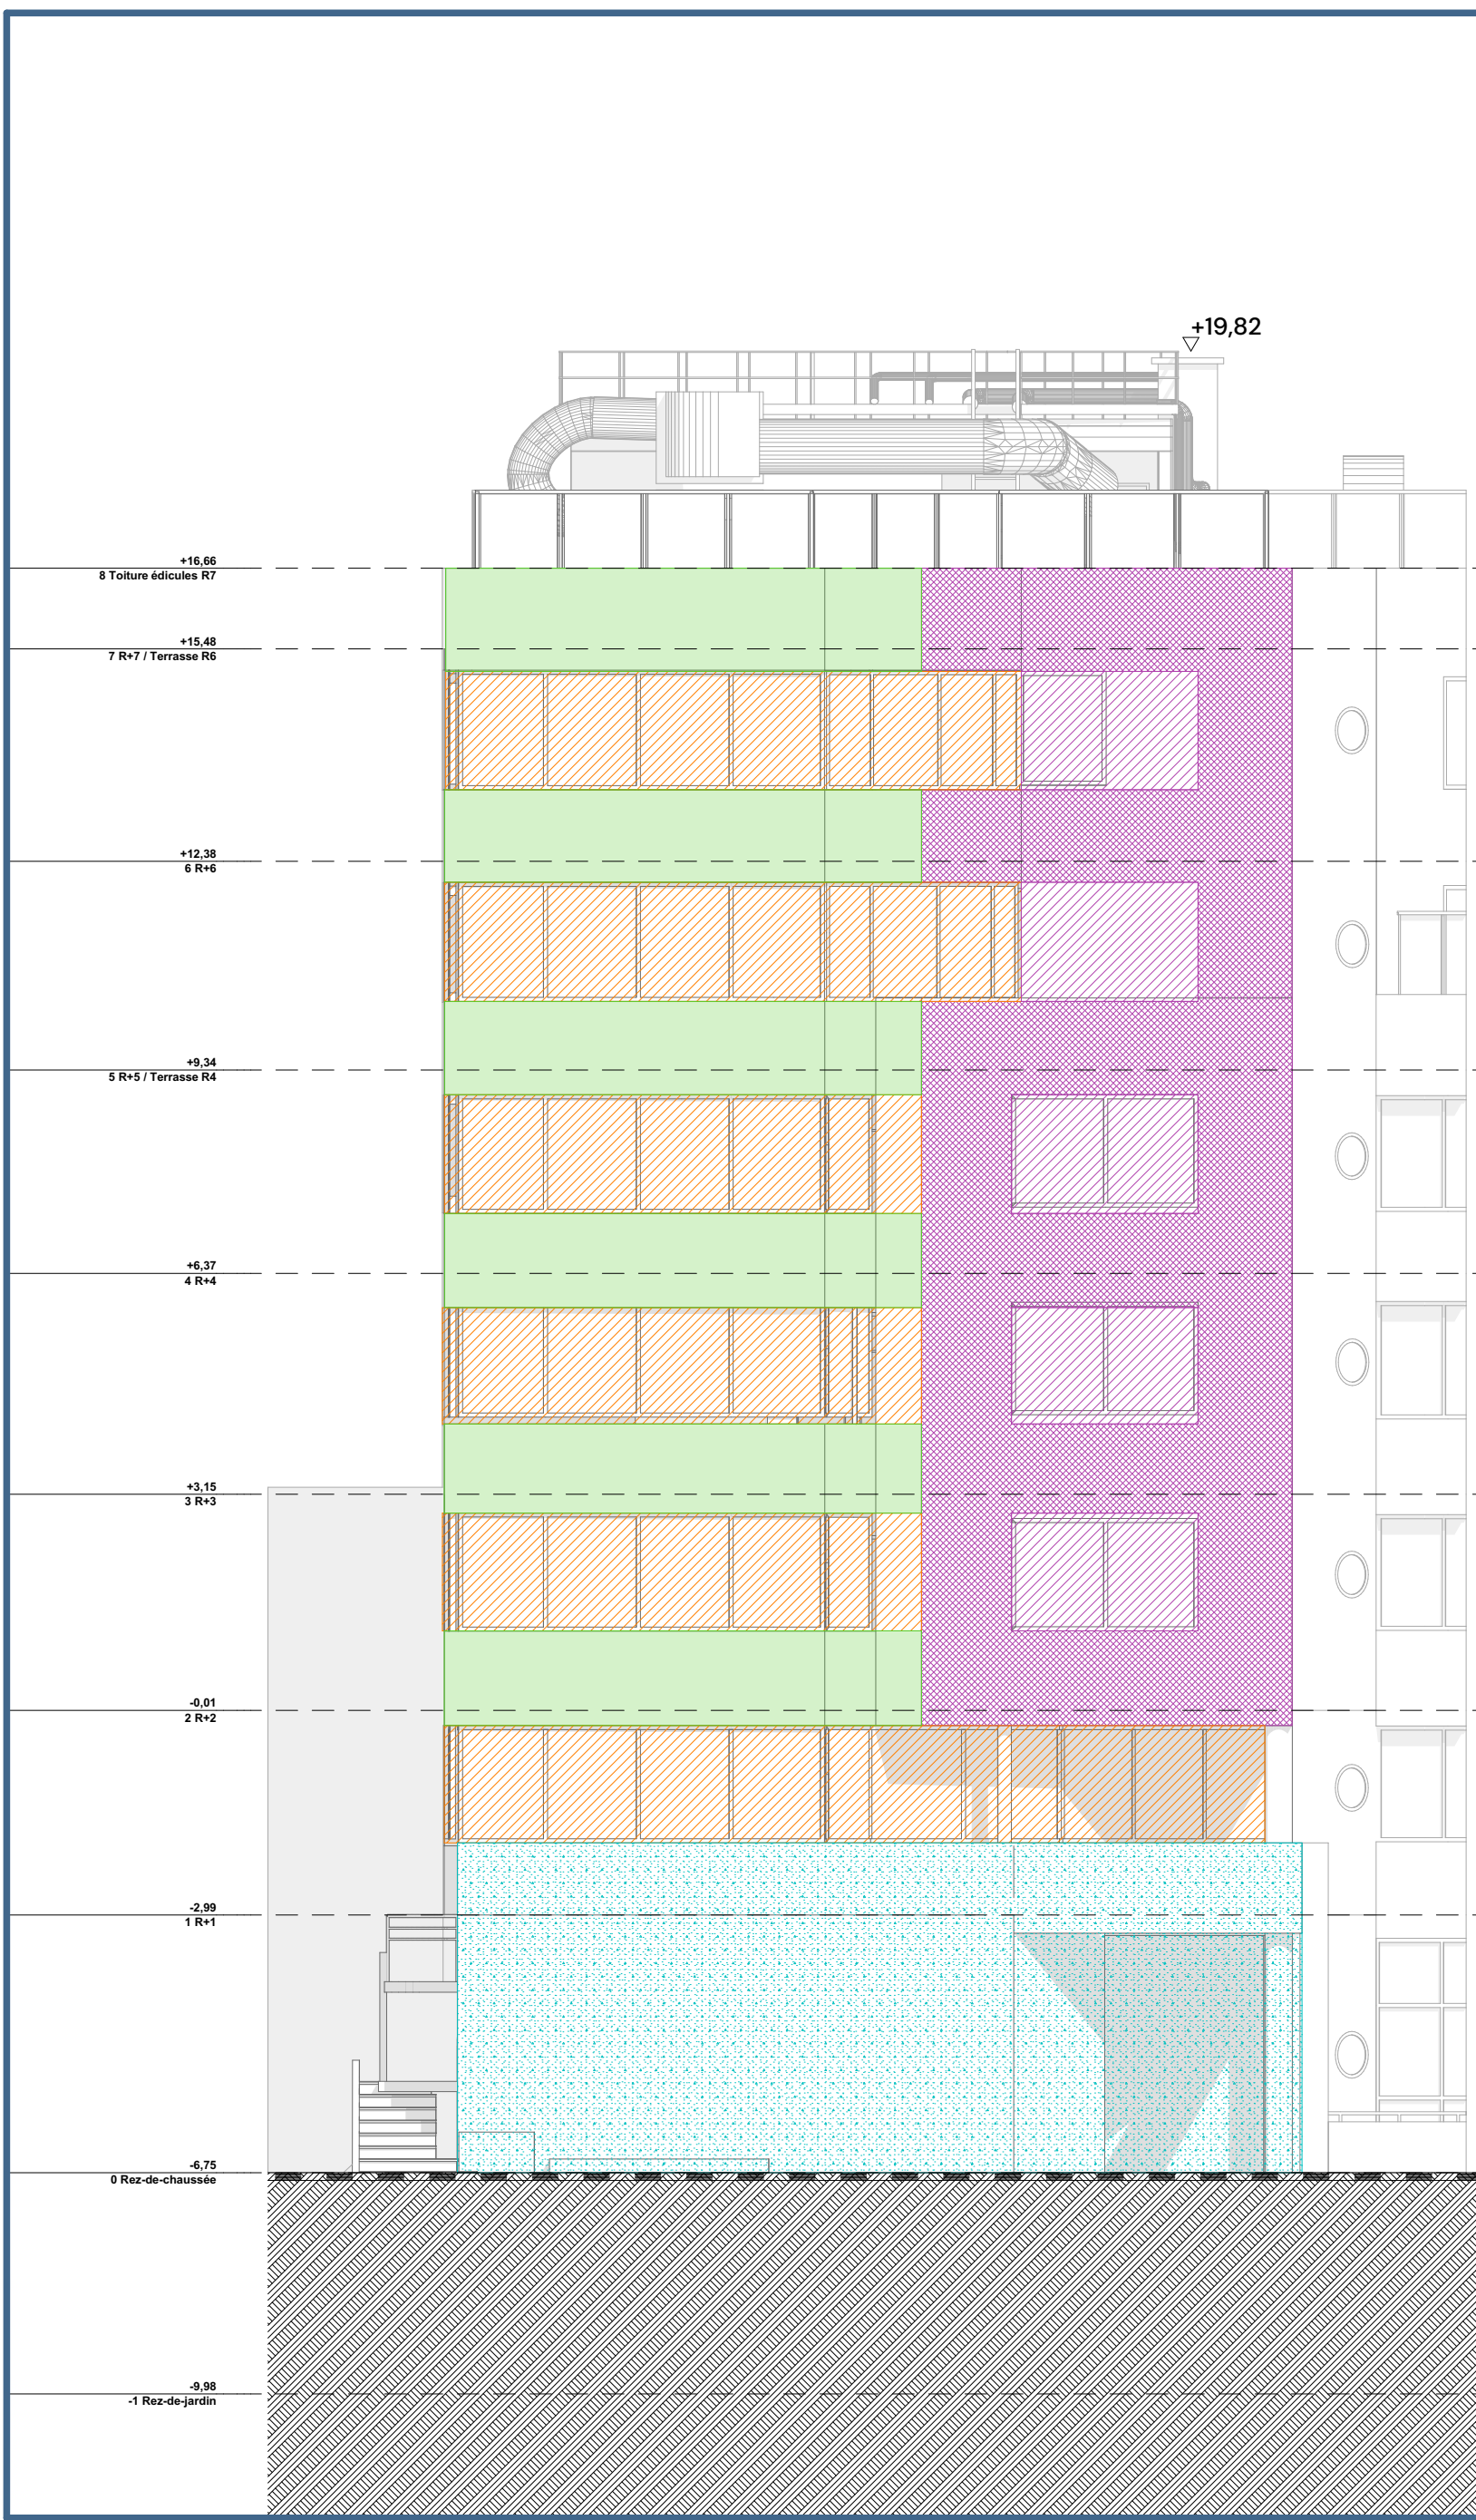 +19,82
+16,66
8 Toiture édicules R7
+15,48
7 R+7 / Terrasse R6
+12,38
6 R+6
+9,34
5 R+5 / Terrasse R4
+6,37
4 R+4
+3,15
3 R+3
-0,01
2 R+2
-2,99
1 R+1
-6,75
0 Rez-de-chaussée
-9,98
-1 Rez-de-jardin